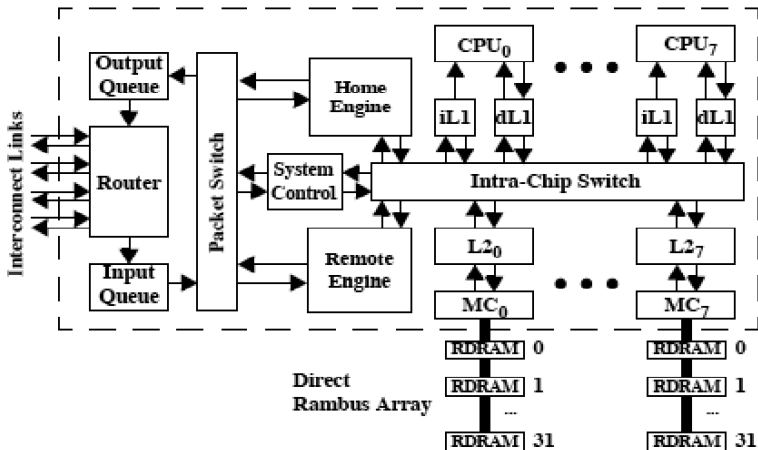 CPU0
CPU7
Output
Queue
Home
Engine
iL1
dL1
iL1
dL1
Interconnect Links
Router
Packet Switch
System
Control
Intra-Chip Switch
Input
Queue
Remote
Engine
L20
L27
MC0
MC7
RDRAM 0
RDRAM 0
Direct
Rambus Array
RDRAM 1
RDRAM 1
...
...
RDRAM 31
RDRAM 31